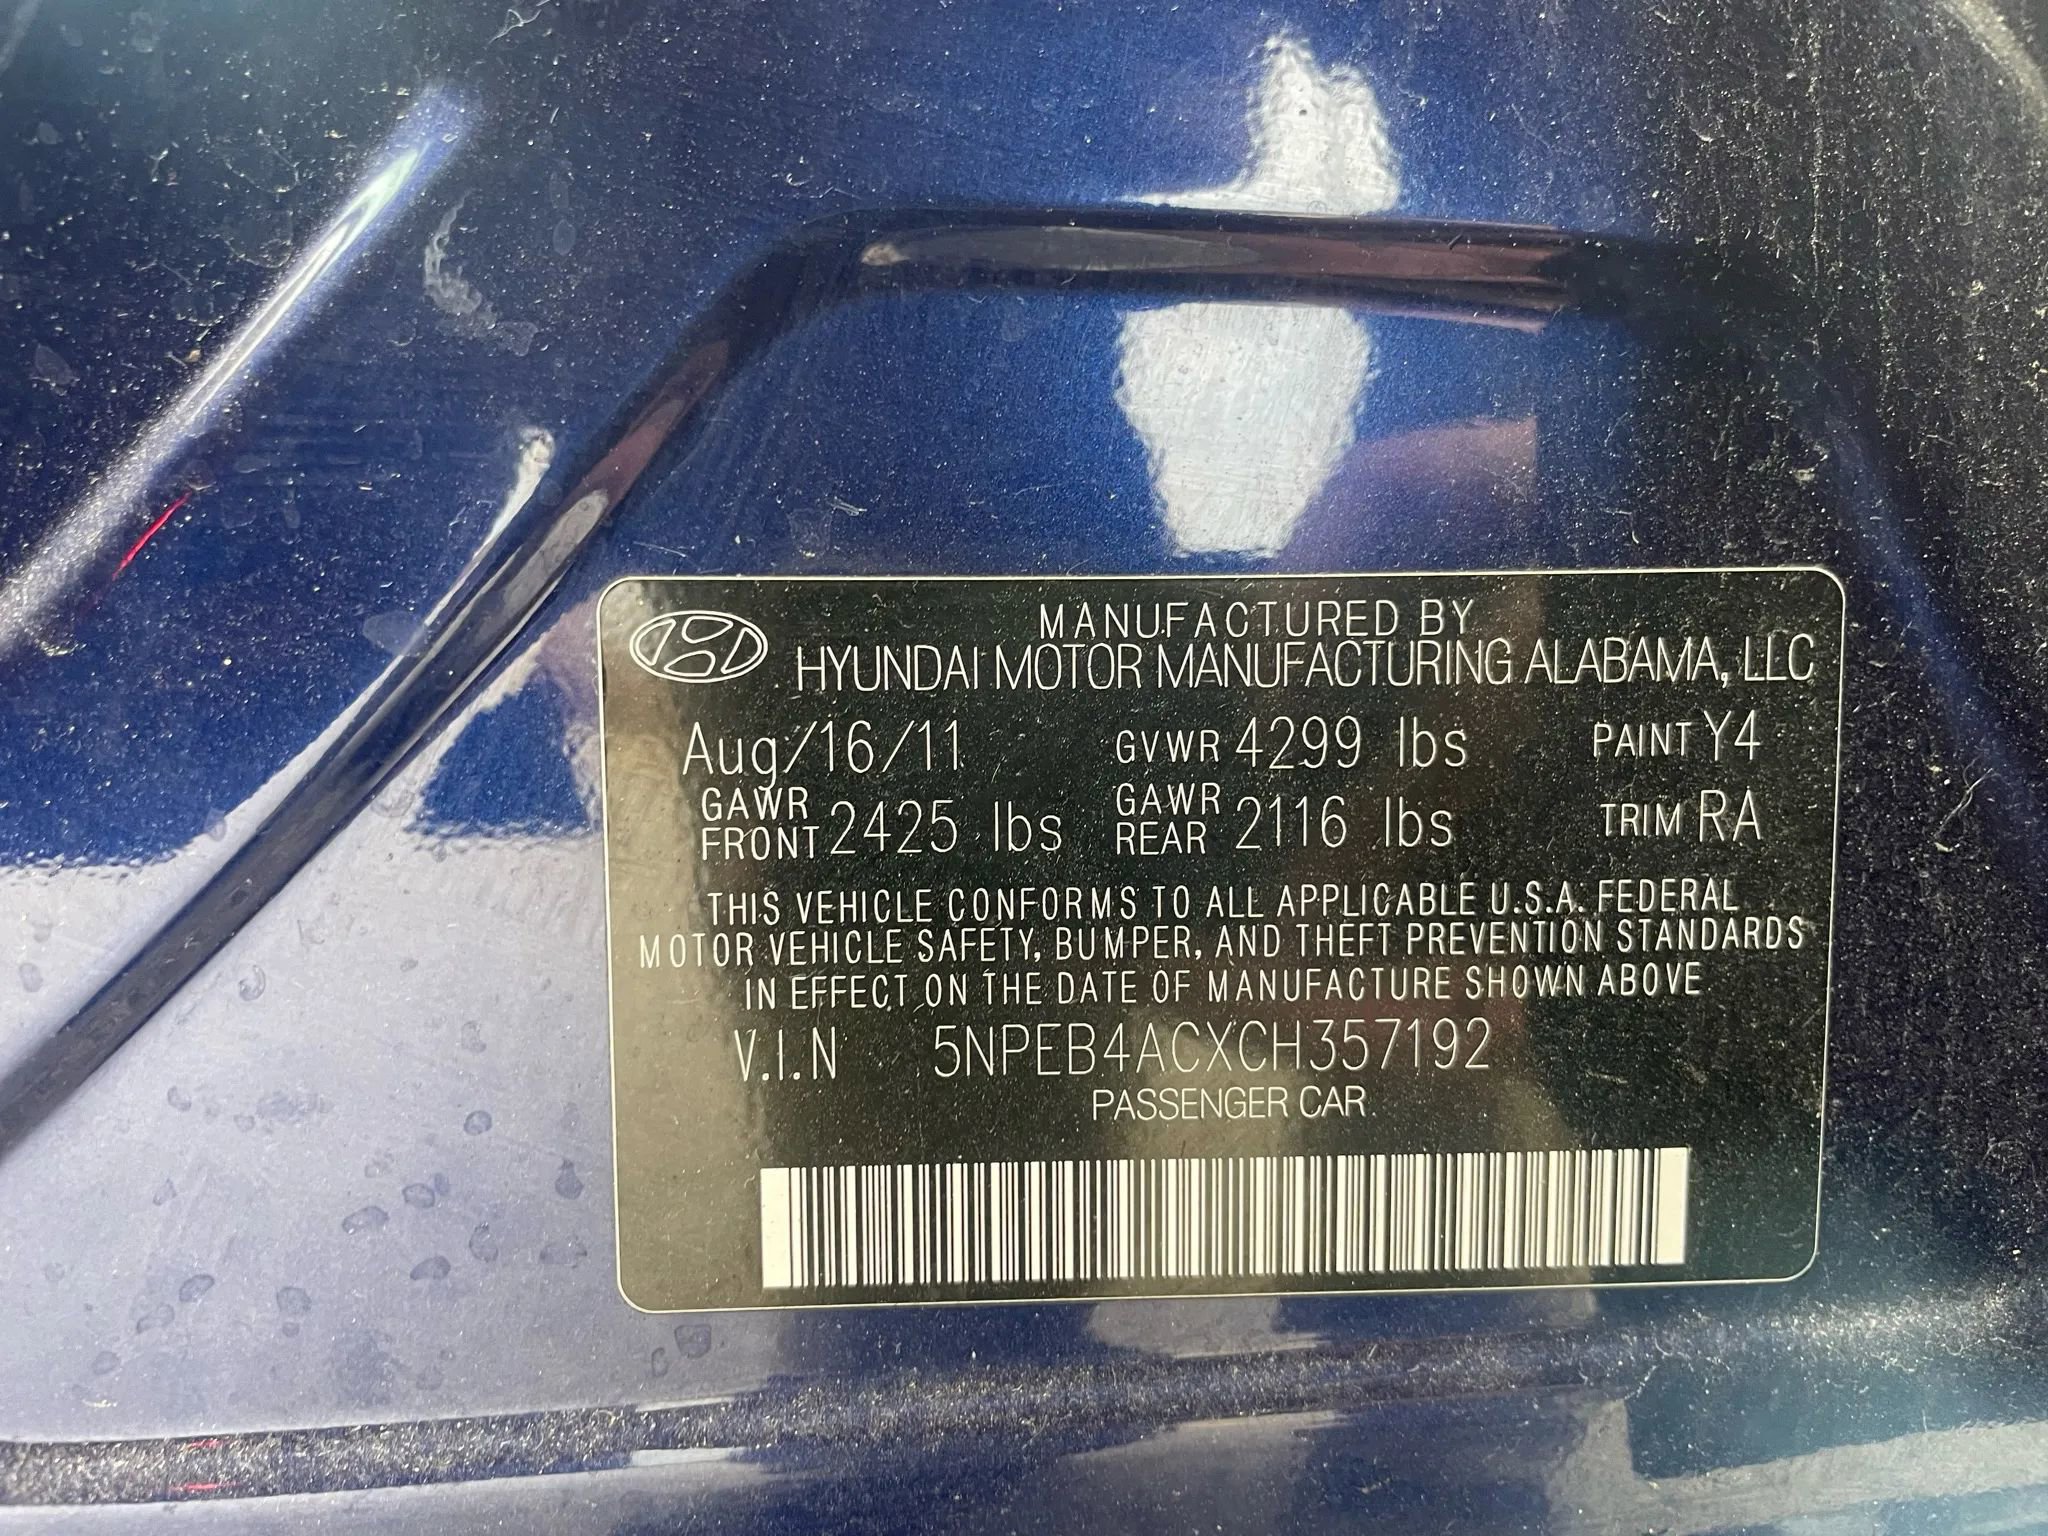 MANUFACTURED BY
HYUNDAI MOTOR MANUFACTURING ALABAMA, LLC
Aug/16/11 GVWR 4299 lbs PAINT Y4
GAWR FRONT 2425 lbs GAWR REAR 2116 lbs TRIM RA
THIS VEHICLE CONFORMS TO ALL APPLICABLE U.S.A. FEDERAL
MOTOR VEHICLE SAFETY, BUMPER, AND THEFT PREVENTION STANDARDS
IN EFFECT ON THE DATE OF MANUFACTURE SHOWN ABOVE
V.I.N 5NPEB4ACXCH357192
PASSENGER CAR